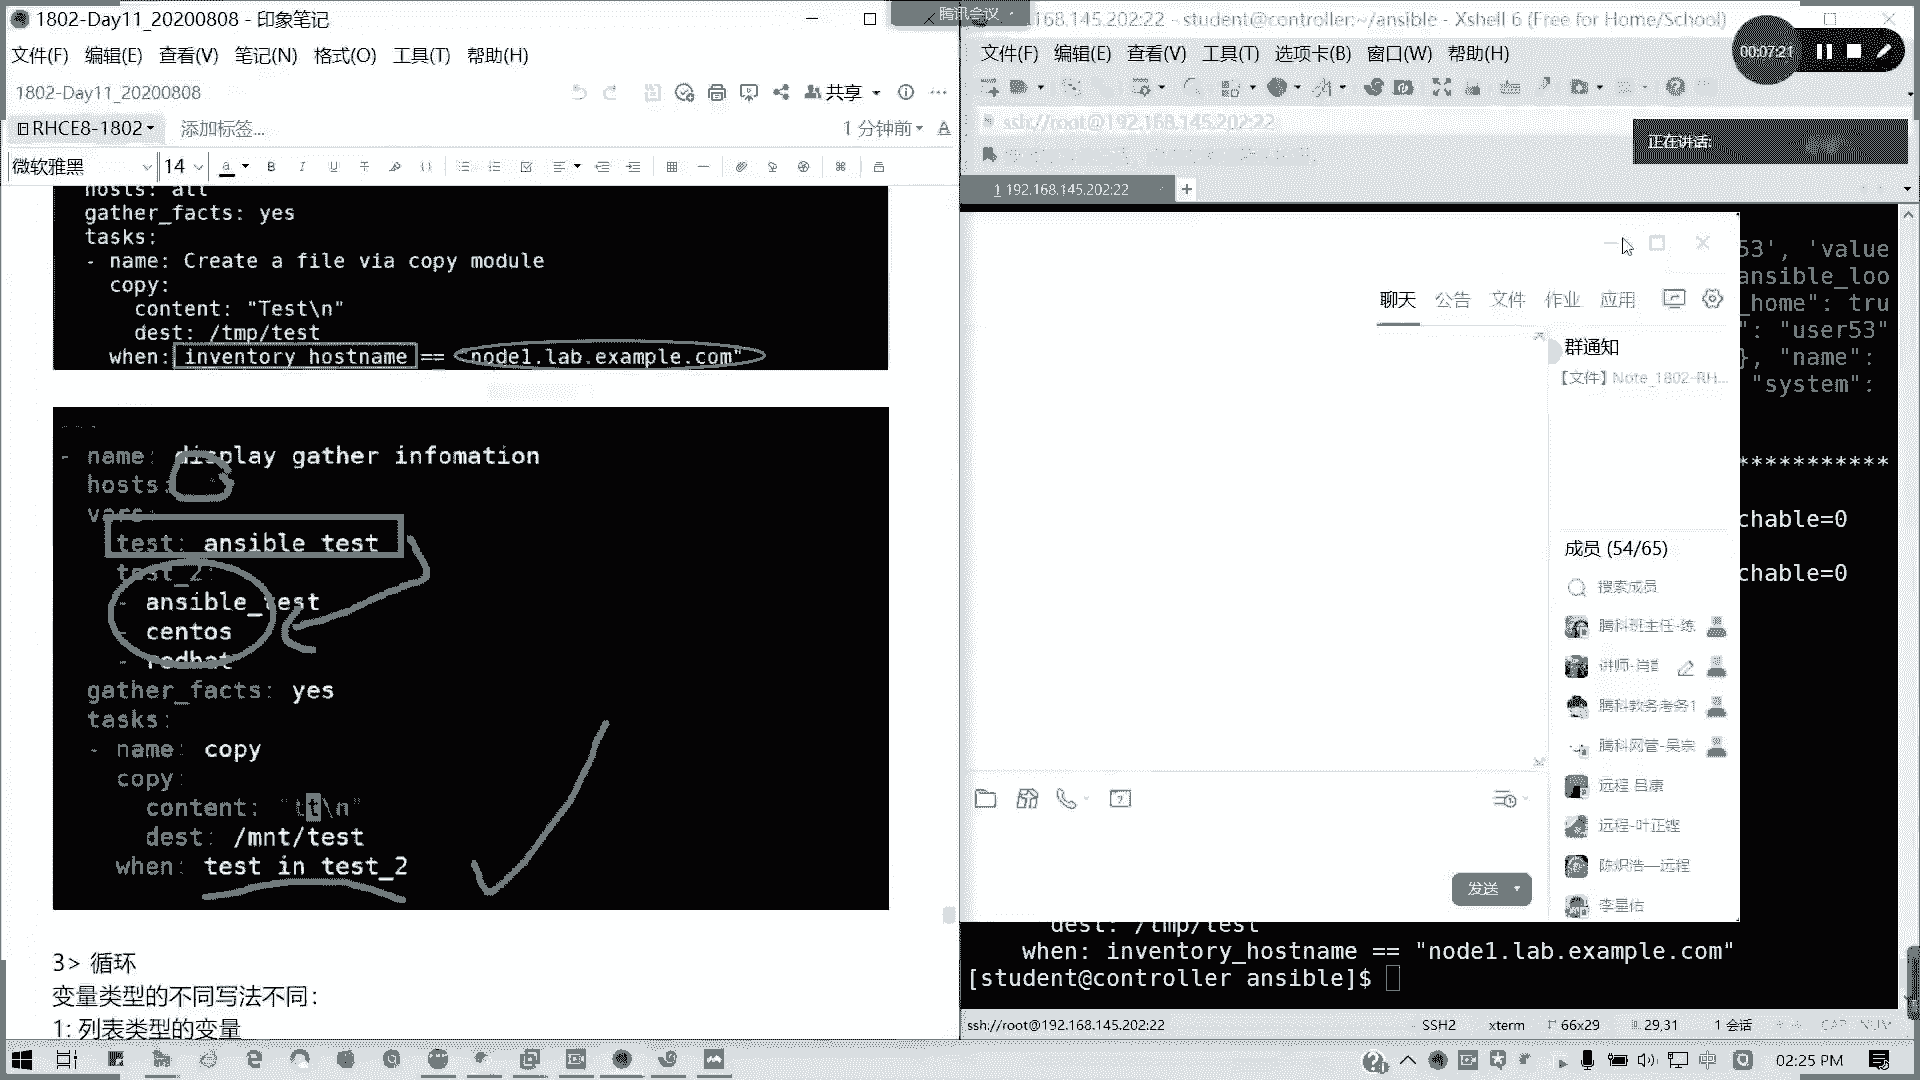 1802-Day11_20200808 - 印象笔记
文件(F) 编辑(E) 查看(V) 笔记(N) 格式(O) 工具(T) 帮助(H)
1802-Day11_20200808
共享
RHCE8-1802
添加标签...
1 分钟前
微软雅黑
14
hosts: all
gather_facts: yes
tasks:
- name: Create a file via copy module
copy:
content: "Test\n"
dest: /tmp/test
when: inventory_hostname == "node1.lab.example.com"
- name: display gather infomation
hosts:
vars:
test: ansible_test
test_2:
- ansible_test
- centos
- redhat
gather_facts: yes
tasks:
- name: copy
copy:
content: "tt\n"
dest: /mnt/test
when: test in test_2
3> 循环
变量类型的不同写法不同:
1: 列表类型的变量
腾讯会议
168.145.202:22 - student@controller:~/ansible - Xshell 6 (Free for Home/School)
文件(F) 编辑(E) 查看(V) 工具(T) 选项卡(B) 窗口(W) 帮助(H)
00:07:21
ssh://root@192.168.145.202:22
正在讲话:
1 192.168.145.202:22
53', 'value
ansible_loo
_home": tru
": "user53"
}, "name":
"system":
***********
chable=0
chable=0
聊天 公告 文件 作业 应用
群通知
【文件】Note_1802-RH...
成员 (54/65)
搜索成员
腾科班主任-练
讲师-肖
腾科教务考务1
腾科网管-吴宗
远程 吕康
远程-叶正铿
陈炽浩—远程
李星佑
发送
dest: /tmp/test
when: inventory_hostname == "node1.lab.example.com"
[student@controller ansible]$
ssh://root@192.168.145.202:22
SSH2
xterm
66x29
29,31
1 会话
CAP NUM
中
02:25 PM